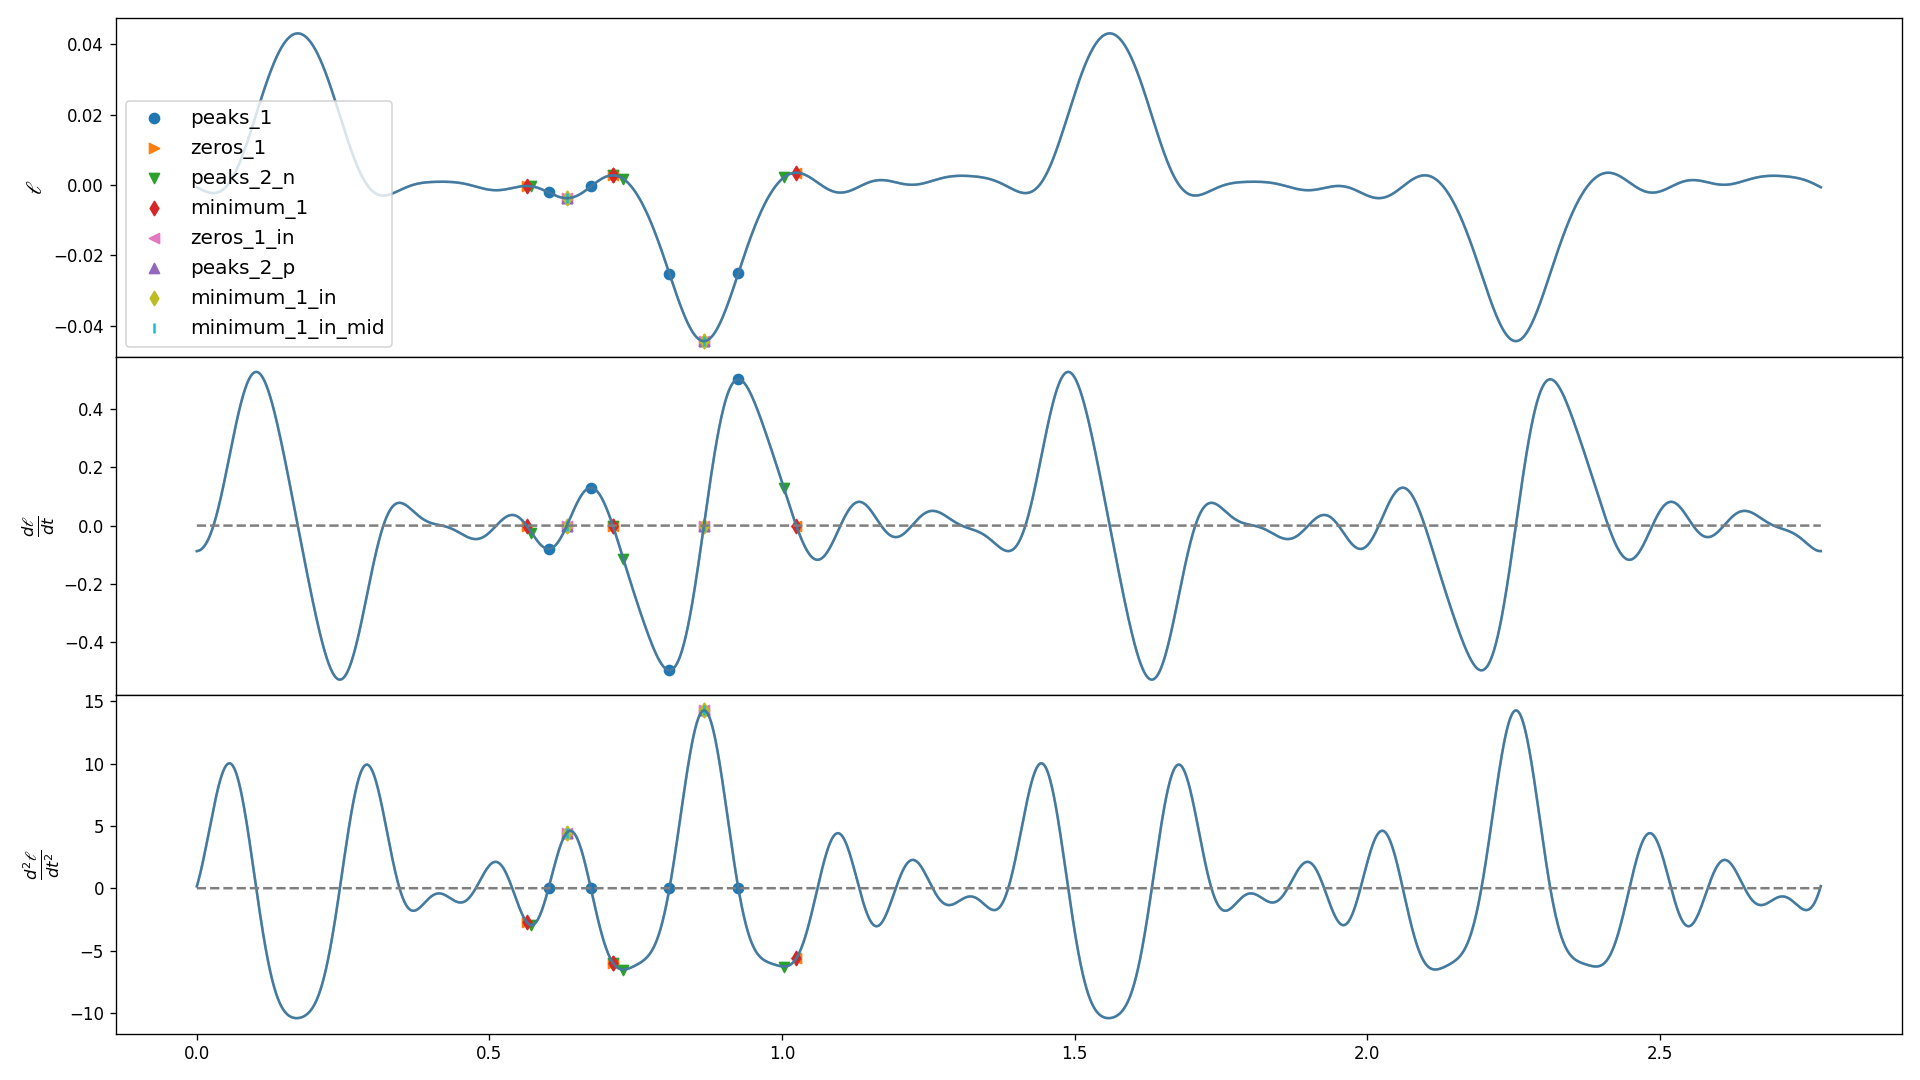 0.04
0.02
0.00
−0.02
−0.04
ℓ
peaks_1
zeros_1
peaks_2_n
minimum_1
zeros_1_in
peaks_2_p
minimum_1_in
minimum_1_in_mid
0.4
0.2
0.0
−0.2
−0.4
dℓ
dt
15
10
5
0
−5
−10
d²ℓ
dt²
0.0 0.5 1.0 1.5 2.0 2.5